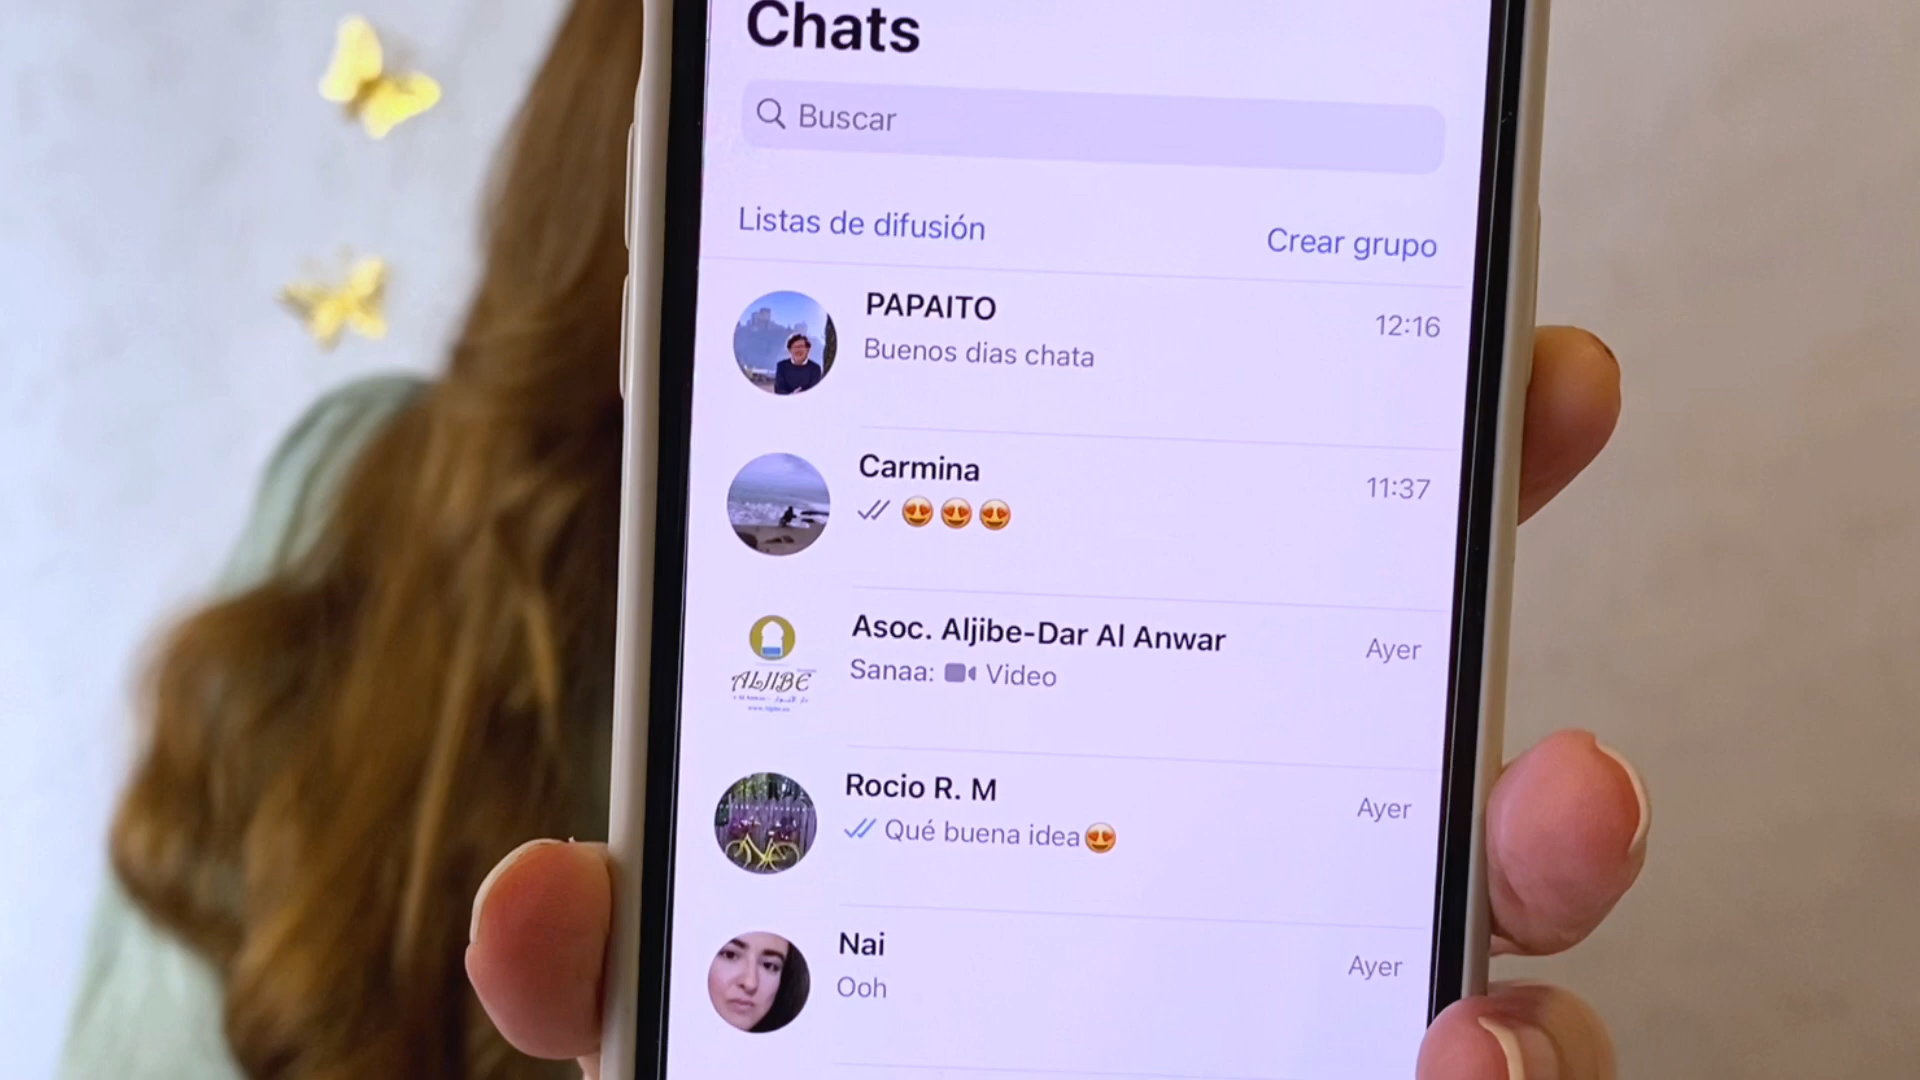 Chats
Buscar
Listas de difusión
Crear grupo
PAPAITO
12:16
Buenos dias chata
Carmina
11:37
😍😍😍
Asoc. Aljibe-Dar Al Anwar
Ayer
Sanaa: Video
ALJIBE
Rocio R. M
Ayer
Qué buena idea😍
Nai
Ayer
Ooh